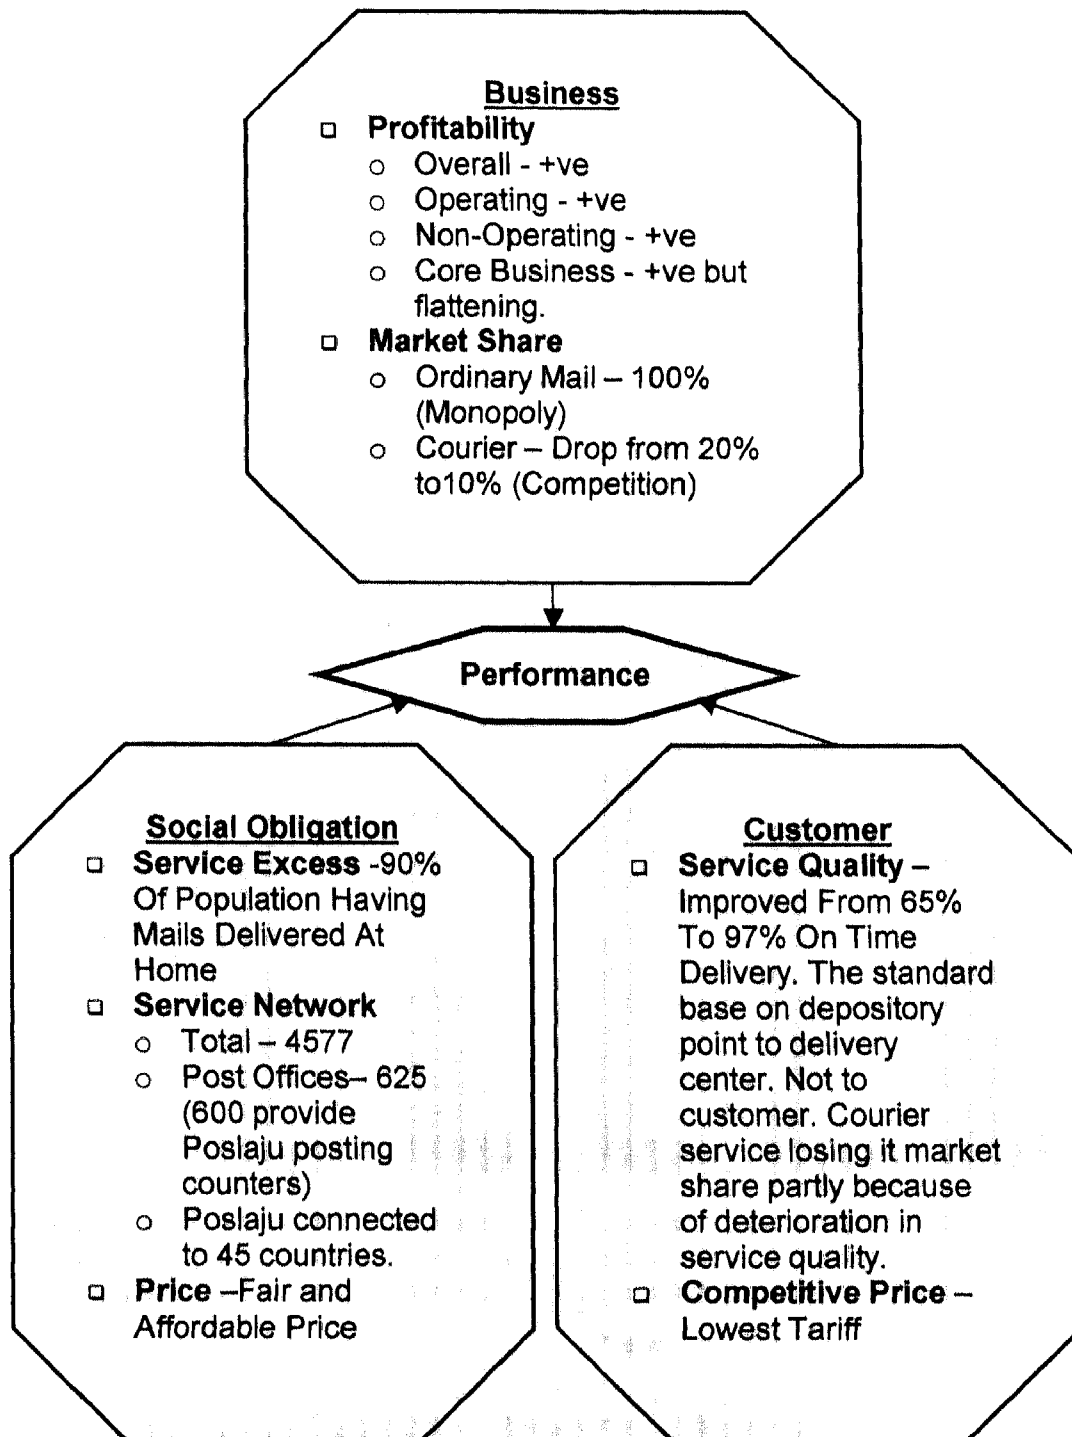 Business
Profitability
Overall - +ve
Operating - +ve
Non-Operating - +ve
Core Business - +ve but
flattening.
Market Share
Ordinary Mail – 100%
(Monopoly)
Courier – Drop from 20%
to10% (Competition)
Performance
Social Obligation
Service Excess -90%
Of Population Having
Mails Delivered At
Home
Service Network
Total – 4577
Post Offices– 625
(600 provide
Poslaju posting
counters)
Poslaju connected
to 45 countries.
Price –Fair and
Affordable Price
Customer
Service Quality –
Improved From 65%
To 97% On Time
Delivery. The standard
base on depository
point to delivery
center. Not to
customer. Courier
service losing it market
share partly because
of deterioration in
service quality.
Competitive Price –
Lowest Tariff